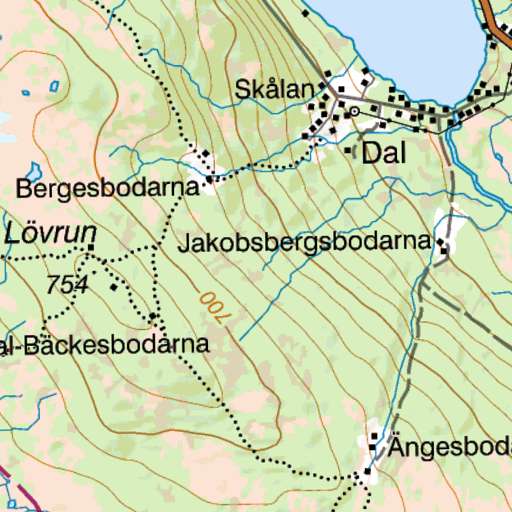 Skålan
Dal
Bergesbodarna
Lövrun
Jakobsbergsbodarna
754
700
al-Bäckesbodarna
Ängesboda